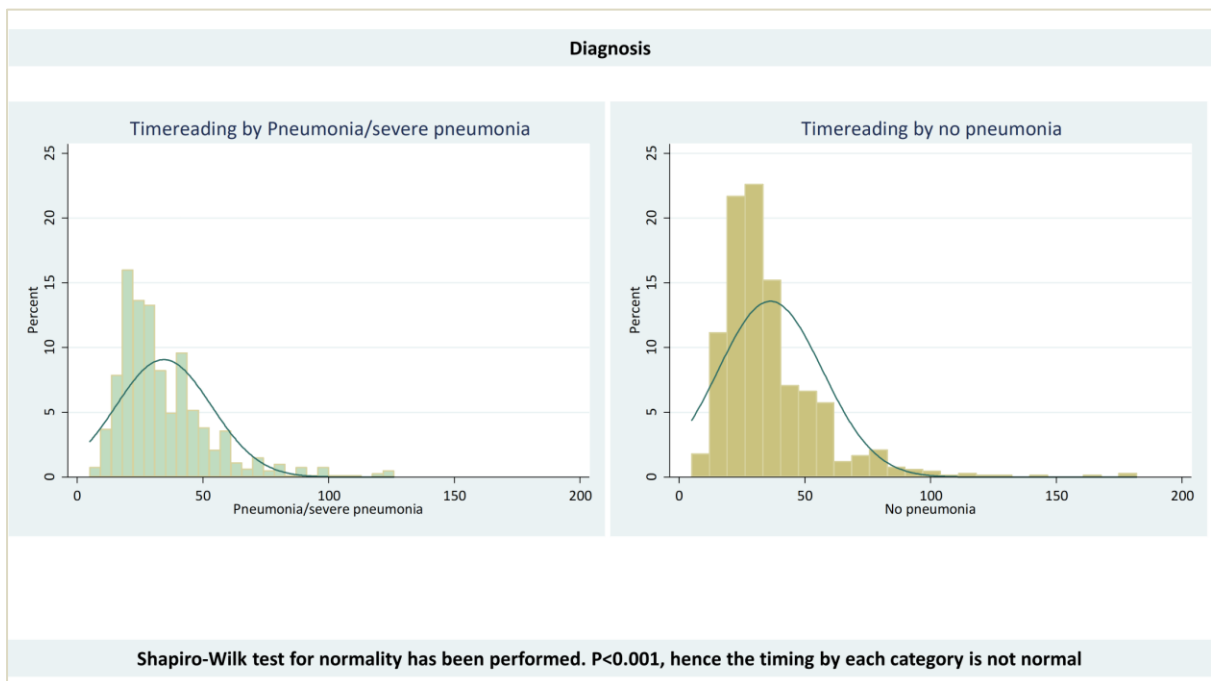 Diagnosis
Timereading by Pneumonia/severe pneumonia
Percent
25
20
15
10
5
0
0 50 100 150 200
Pneumonia/severe pneumonia
Timereading by no pneumonia
Percent
25
20
15
10
5
0
0 50 100 150 200
No pneumonia
Shapiro-Wilk test for normality has been performed. P<0.001, hence the timing by each category is not normal